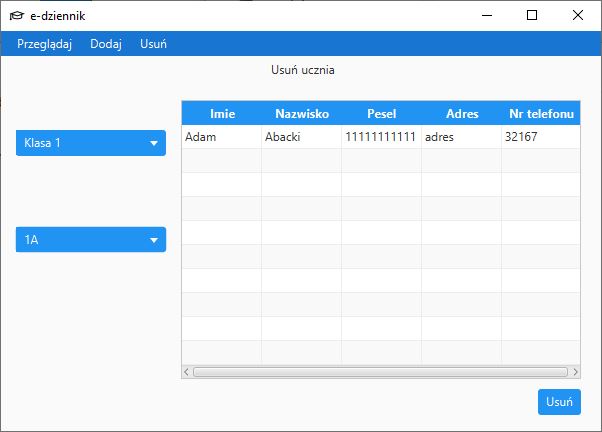 e-dziennik
Przeglądaj Dodaj Usuń
Usuń ucznia
Klasa 1
1A
Imie Nazwisko Pesel Adres Nr telefonu
Adam Abacki 11111111111 adres 32167
Usuń